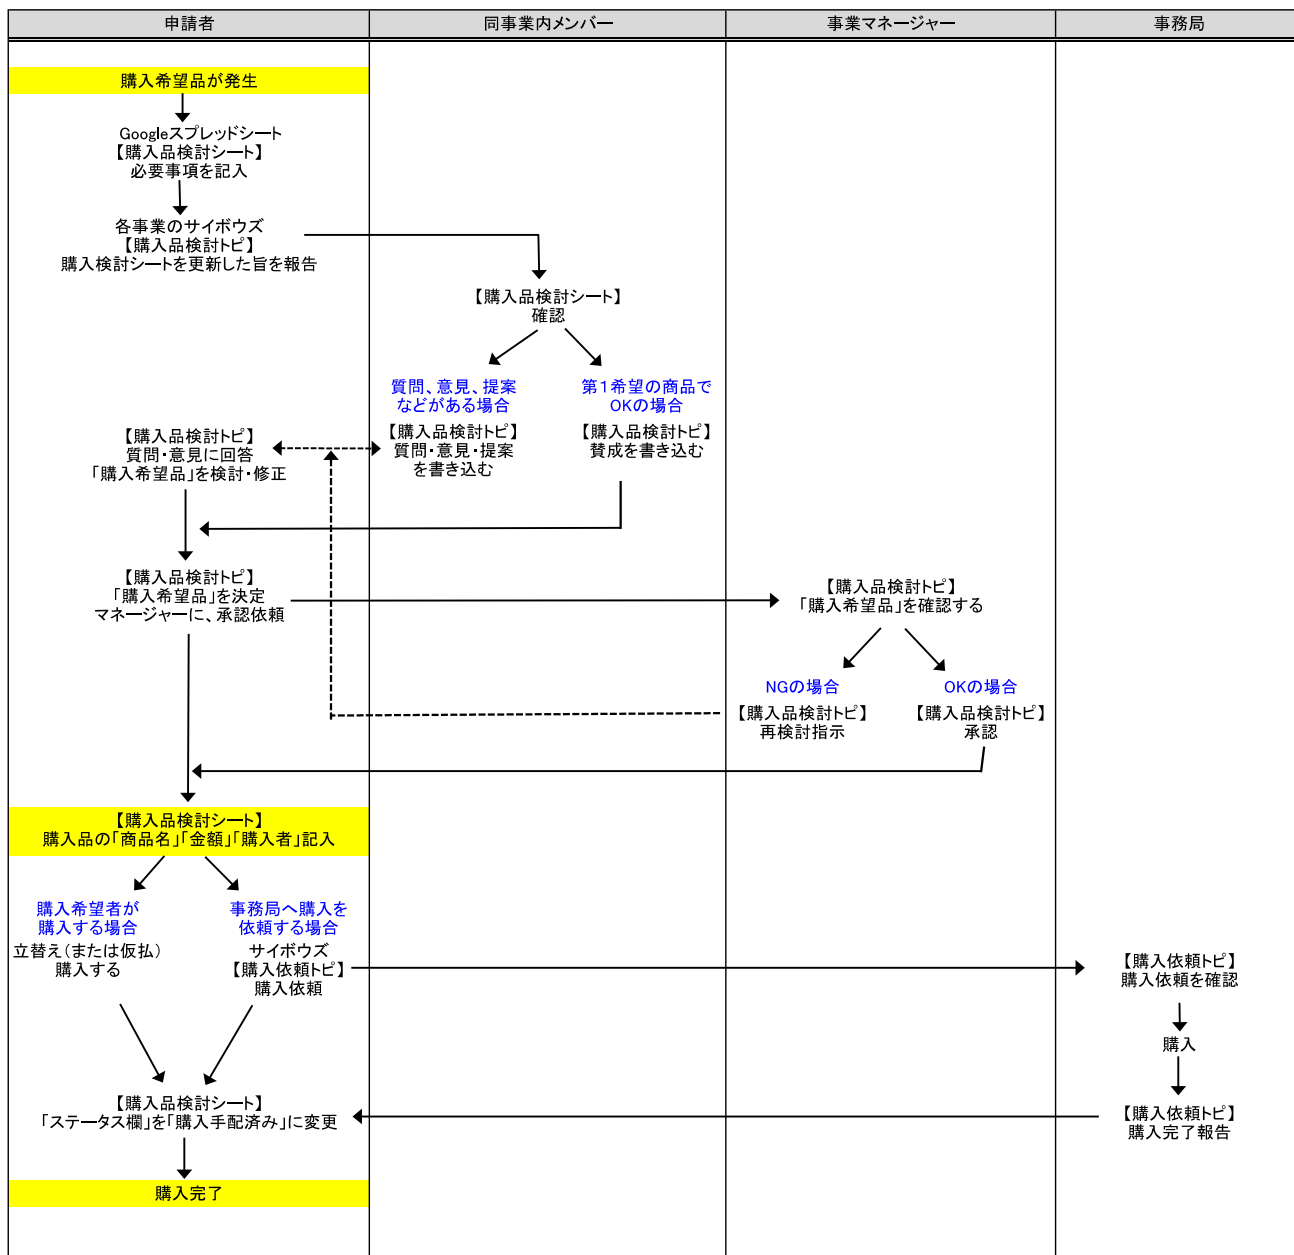 申請者
同事業内メンバー
事業マネージャー
事務局
購入希望品が発生
Googleスプレッドシート
【購入品検討シート】
必要事項を記入
各事業のサイボウズ
【購入品検討トピ】
購入検討シートを更新した旨を報告
【購入品検討シート】
確認
質問、意見、提案
などがある場合
【購入品検討トピ】
質問・意見・提案
を書き込む
第１希望の商品で
OKの場合
【購入品検討トピ】
賛成を書き込む
【購入品検討トピ】
質問・意見に回答
「購入希望品」を検討・修正
【購入品検討トピ】
「購入希望品」を決定
マネージャーに、承認依頼
【購入品検討トピ】
「購入希望品」を確認する
NGの場合
【購入品検討トピ】
再検討指示
OKの場合
【購入品検討トピ】
承認
【購入品検討シート】
購入品の「商品名」「金額」「購入者」記入
購入希望者が
購入する場合
立替え（または仮払）
購入する
事務局へ購入を
依頼する場合
サイボウズ
【購入依頼トピ】
購入依頼
【購入依頼トピ】
購入依頼を確認
購入
【購入依頼トピ】
購入完了報告
【購入品検討シート】
「ステータス欄」を「購入手配済み」に変更
購入完了